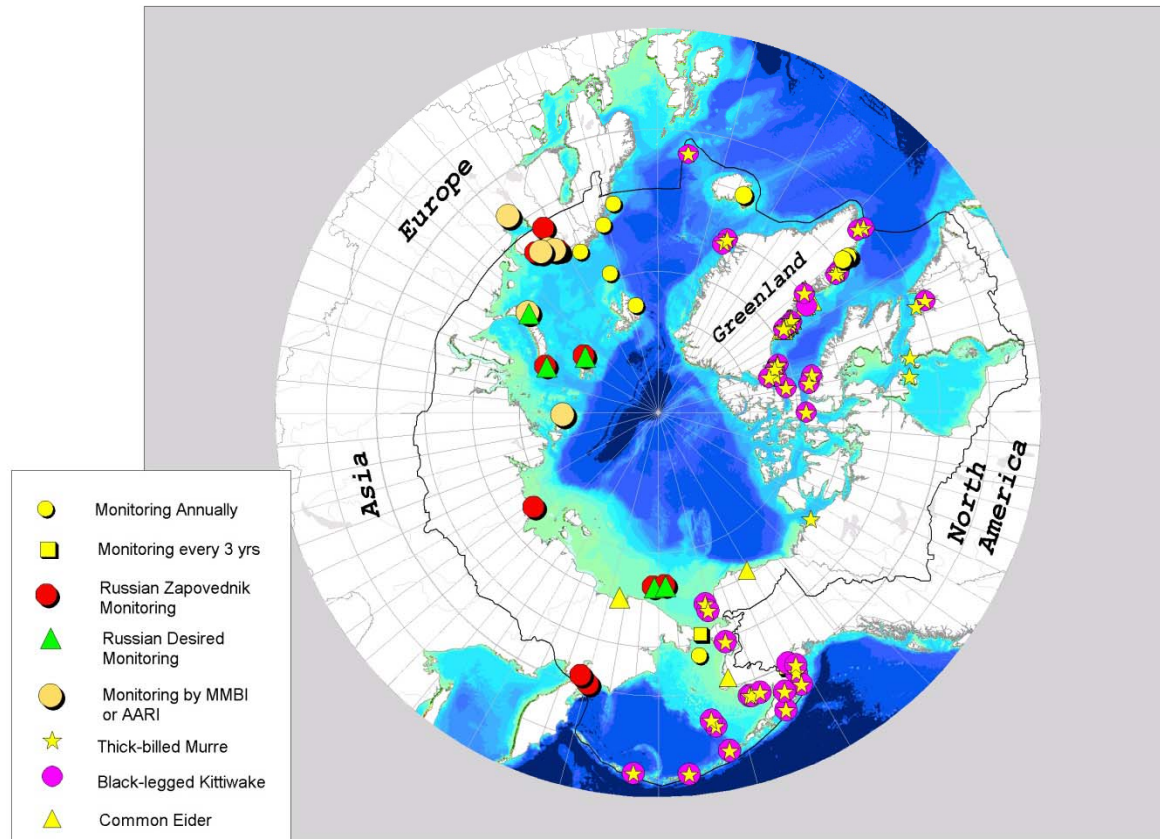 Europe
Greenland
Asia
North
America
Monitoring Annually
Monitoring every 3 yrs
Russian Zapovednik
Monitoring
Russian Desired
Monitoring
Monitoring by MMBI
or AARI
Thick-billed Murre
Black-legged Kittiwake
Common Eider